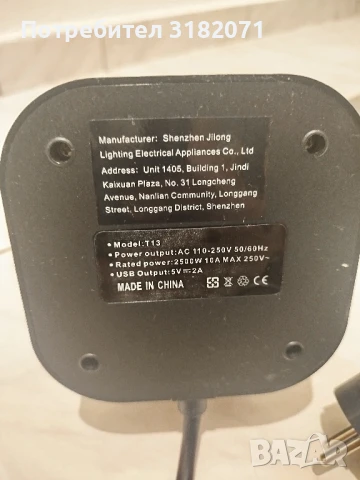 Потребител 3182071
Manufacturer: Shenzhen Jilong
Lighting Electrical Appliances Co., Ltd
Address: Unit 1405, Building 1, Jindi
Kaixuan Plaza, No. 31 Longcheng
Avenue, Nanlian Community, Longgang
Street, Longgang District, Shenzhen
• Model: T13
• Power output: AC 110-250V 50/60Hz
• Rated power: 2500W 10A MAX 250V~
• USB Output: 5V⎓2A
MADE IN CHINA
BAZAR